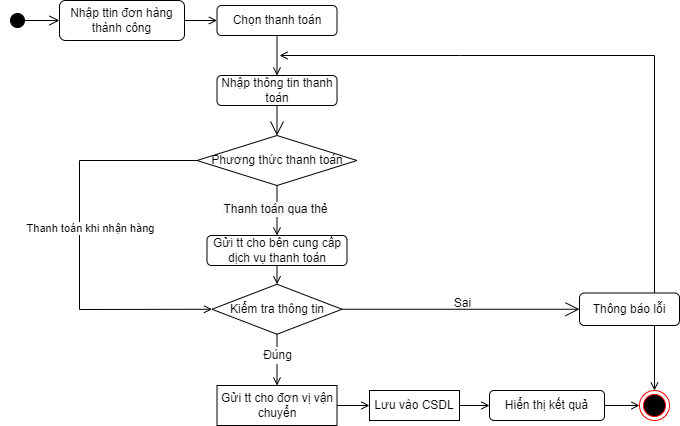 Nhập ttin đơn hàng
thành công
Chọn thanh toán
Nhập thông tin thanh
toán
Phương thức thanh toán
Thanh toán qua thẻ
Thanh toán khi nhận hàng
Gửi tt cho bên cung cấp
dịch vụ thanh toán
Kiểm tra thông tin
Sai
Thông báo lỗi
Đúng
Gửi tt cho đơn vị vận
chuyển
Lưu vào CSDL
Hiển thị kết quả